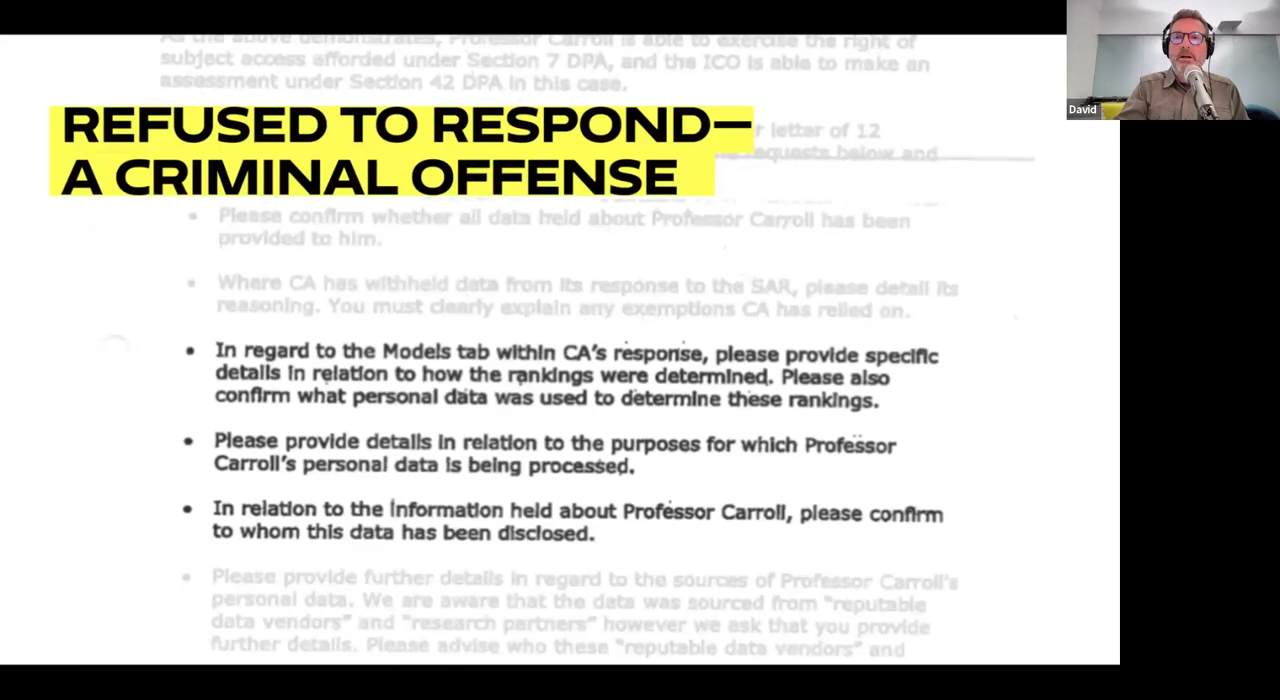 As the above demonstrates, Professor Carroll is able to exercise the right of
subject access afforded under Section 7 DPA, and the ICO is able to make an
assessment under Section 42 DPA in this case.
REFUSED TO RESPOND—
A CRIMINAL OFFENSE
letter of 12
requests below and
• Please confirm whether all data held about Professor Carroll has been
provided to him.
• Where CA has withheld data from its response to the SAR, please detail its
reasoning. You must clearly explain any exemptions CA has relied on.
• In regard to the Models tab within CA's response, please provide specific
details in relation to how the rankings were determined. Please also
confirm what personal data was used to determine these rankings.
• Please provide details in relation to the purposes for which Professor
Carroll's personal data is being processed.
• In relation to the information held about Professor Carroll, please confirm
to whom this data has been disclosed.
• Please provide further details in regard to the sources of Professor Carroll's
personal data. We are aware that the data was sourced from "reputable
data vendors" and "research partners" however we ask that you provide
further details. Please advise who these "reputable data vendors" and
David